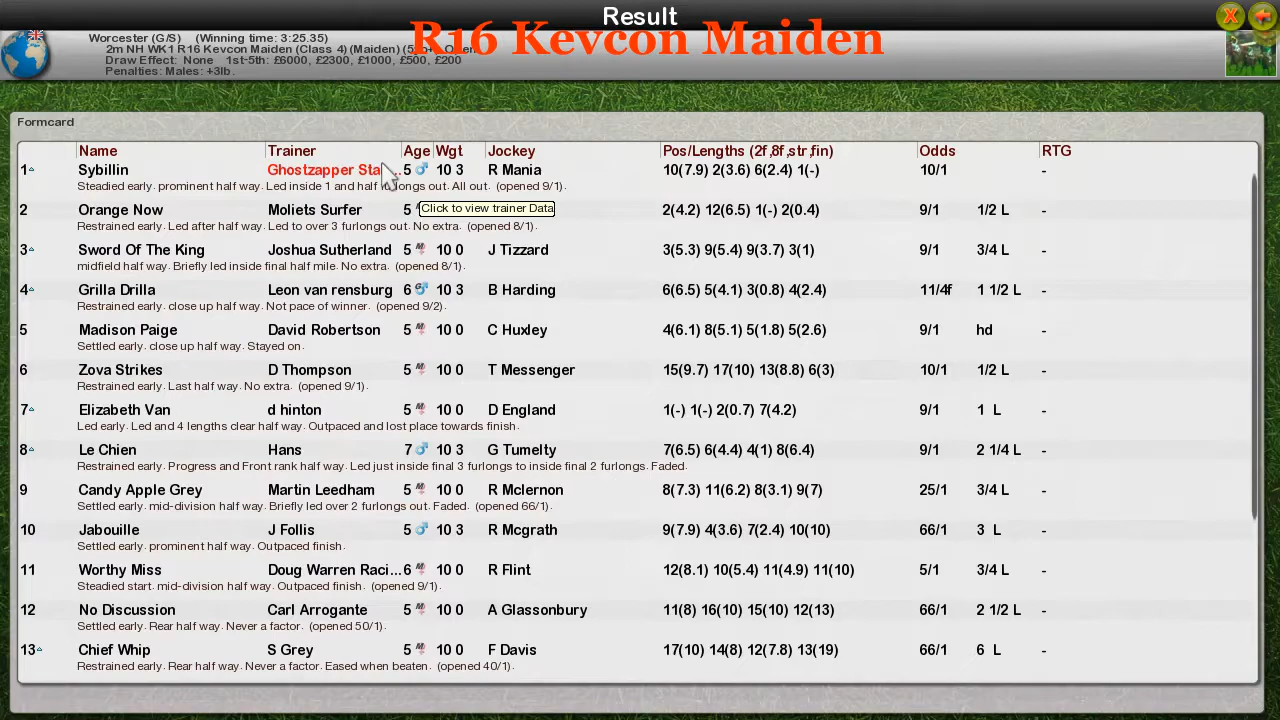 Result
R16 Kevcon Maiden
Worcester (G/S) (Winning time: 3:25.35)
2m NH WK1 R16 Kevcon Maiden (Class 4) (Maiden) (5yo+) Open
Draw Effect: None 1st-5th: £6000, £2300, £1000, £500, £200
Penalties: Males: +3lb.
Formcard
Name Trainer Age Wgt Jockey Pos/Lengths (2f,8f,str,fin) Odds RTG
1 Sybillin Ghostzapper Sta... 5 10 3 R Mania 10(7.9) 2(3.6) 6(2.4) 1(-) 10/1 -
Steadied early. prominent half way. Led inside 1 and half furlongs out. All out. (opened 9/1).
Click to view trainer Data
2 Orange Now Moliets Surfer 5 2(4.2) 12(6.5) 1(-) 2(0.4) 9/1 1/2 L -
Restrained early. Led after half way. Led to over 3 furlongs out. No extra. (opened 8/1).
3 Sword Of The King Joshua Sutherland 5 10 0 J Tizzard 3(5.3) 9(5.4) 9(3.7) 3(1) 9/1 3/4 L -
midfield half way. Briefly led inside final half mile. No extra. (opened 8/1).
4 Grilla Drilla Leon van rensburg 6 10 3 B Harding 6(6.5) 5(4.1) 3(0.8) 4(2.4) 11/4f 1 1/2 L -
Restrained early. close up half way. Not pace of winner. (opened 9/2).
5 Madison Paige David Robertson 5 10 0 C Huxley 4(6.1) 8(5.1) 5(1.8) 5(2.6) 9/1 hd -
Settled early. close up half way. Stayed on.
6 Zova Strikes D Thompson 5 10 0 T Messenger 15(9.7) 17(10) 13(8.8) 6(3) 10/1 1/2 L -
Restrained early. Last half way. No extra. (opened 9/1).
7 Elizabeth Van d hinton 5 10 0 D England 1(-) 1(-) 2(0.7) 7(4.2) 9/1 1 L -
Led early. Led and 4 lengths clear half way. Outpaced and lost place towards finish.
8 Le Chien Hans 7 10 3 G Tumelty 7(6.5) 6(4.4) 4(1) 8(6.4) 9/1 2 1/4 L -
Restrained early. Progress and Front rank half way. Led just inside final 3 furlongs to inside final 2 furlongs. Faded.
9 Candy Apple Grey Martin Leedham 5 10 0 R Mclernon 8(7.3) 11(6.2) 8(3.1) 9(7) 25/1 3/4 L -
Settled early. mid-division half way. Briefly led over 2 furlongs out. Faded. (opened 66/1).
10 Jabouille J Follis 5 10 3 R Mcgrath 9(7.9) 4(3.6) 7(2.4) 10(10) 66/1 3 L -
Settled early. prominent half way. Outpaced finish.
11 Worthy Miss Doug Warren Raci... 6 10 0 R Flint 12(8.1) 10(5.4) 11(4.9) 11(10) 5/1 3/4 L -
Steadied start. mid-division half way. Outpaced finish. (opened 9/1).
12 No Discussion Carl Arrogante 5 10 0 A Glassonbury 11(8) 16(10) 15(10) 12(13) 66/1 2 1/2 L -
Settled early. Rear half way. Never a factor. (opened 50/1).
13 Chief Whip S Grey 5 10 0 F Davis 17(10) 14(8) 12(7.8) 13(19) 66/1 6 L -
Restrained early. Rear half way. Never a factor. Eased when beaten. (opened 40/1).